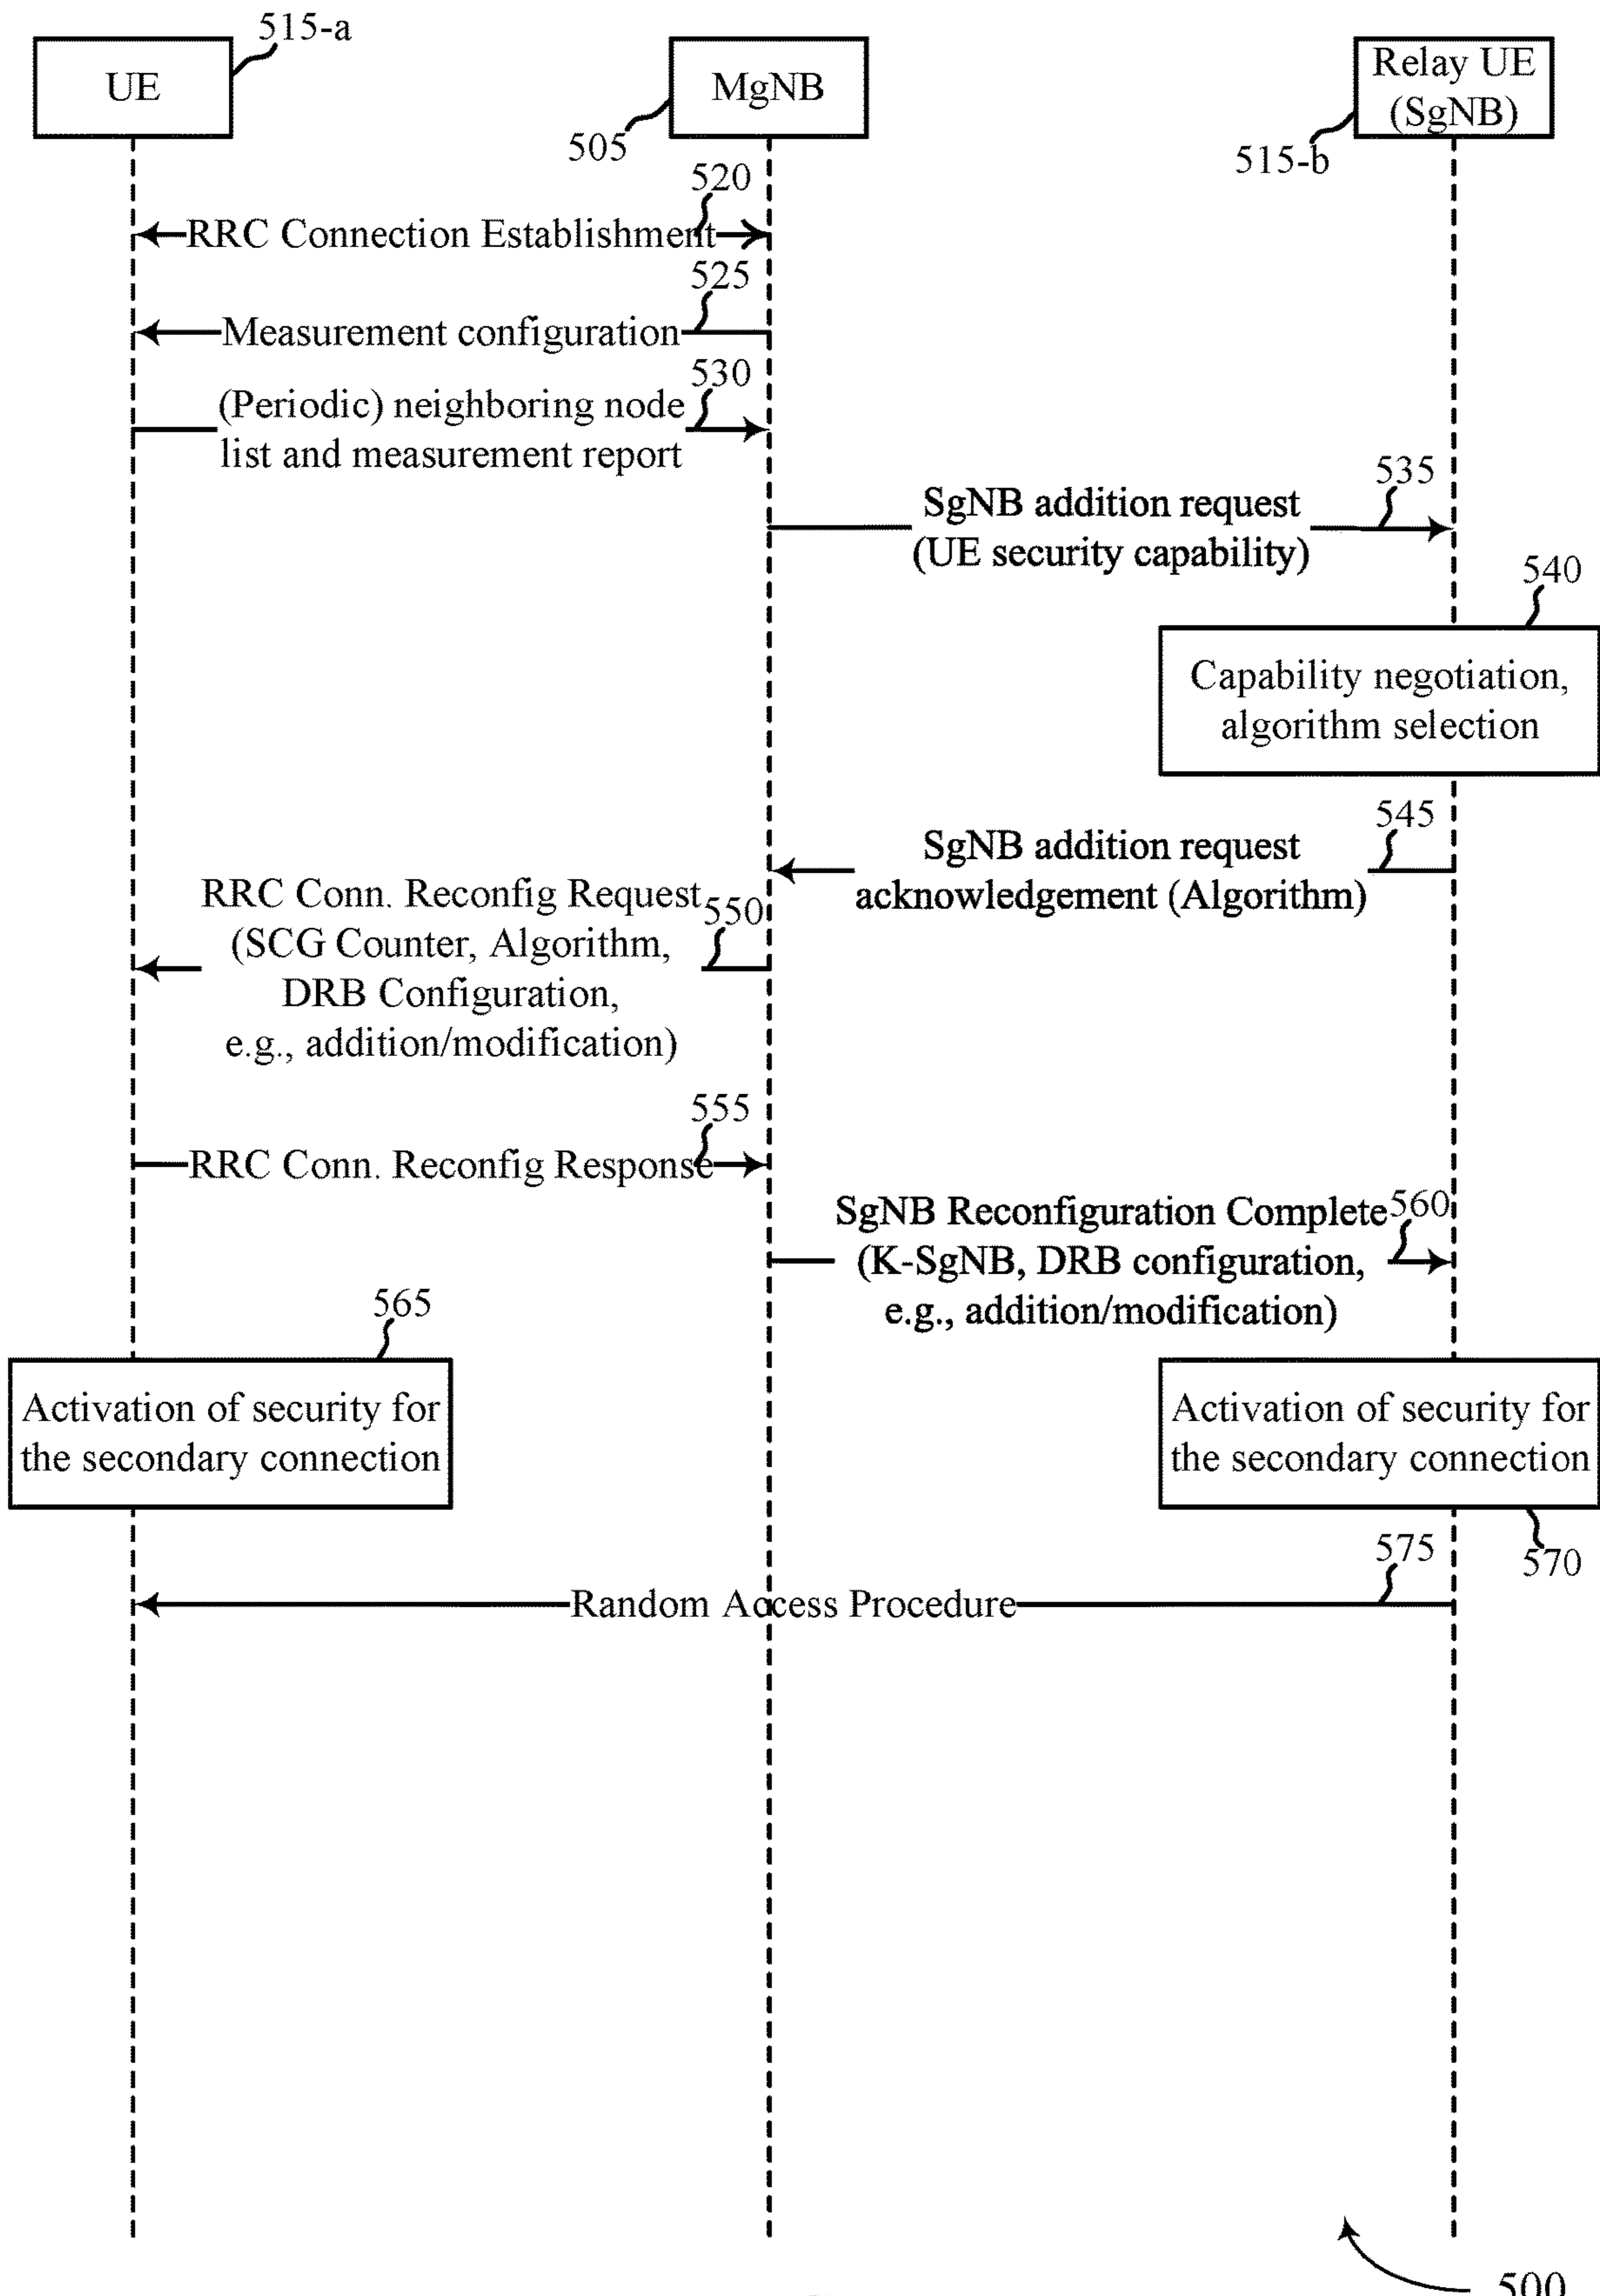 515-a
UE
MgNB
Relay UE
(SgNB)
505
515-b
520
RRC Connection Establishment
525
Measurement configuration
530
(Periodic) neighboring node
list and measurement report
535
SgNB addition request
(UE security capability)
540
Capability negotiation,
algorithm selection
545
SgNB addition request
acknowledgement (Algorithm)
RRC Conn. Reconfig Request
550
(SCG Counter, Algorithm,
DRB Configuration,
e.g., addition/modification)
555
RRC Conn. Reconfig Response
SgNB Reconfiguration Complete
560
(K-SgNB, DRB configuration,
e.g., addition/modification)
565
Activation of security for
the secondary connection
Activation of security for
the secondary connection
570
575
Random Access Procedure
500